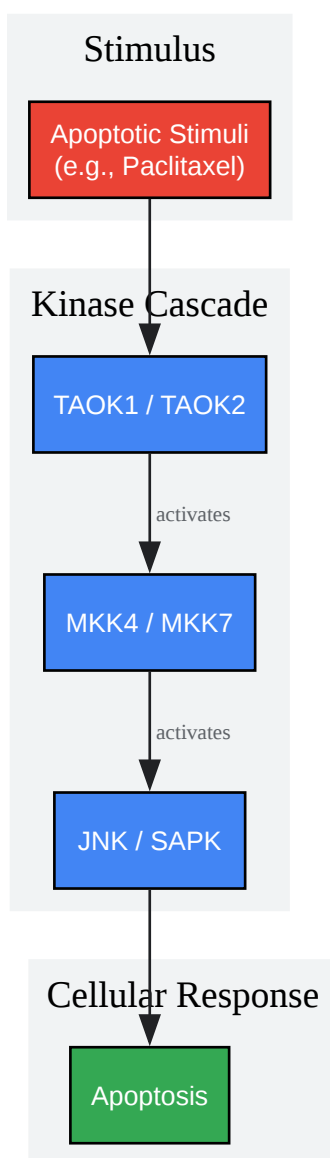 Stimulus
Apoptotic Stimuli
(e.g., Paclitaxel)
Kinase Cascade
TAOK1 / TAOK2
activates
MKK4 / MKK7
activates
JNK / SAPK
Cellular Response
Apoptosis